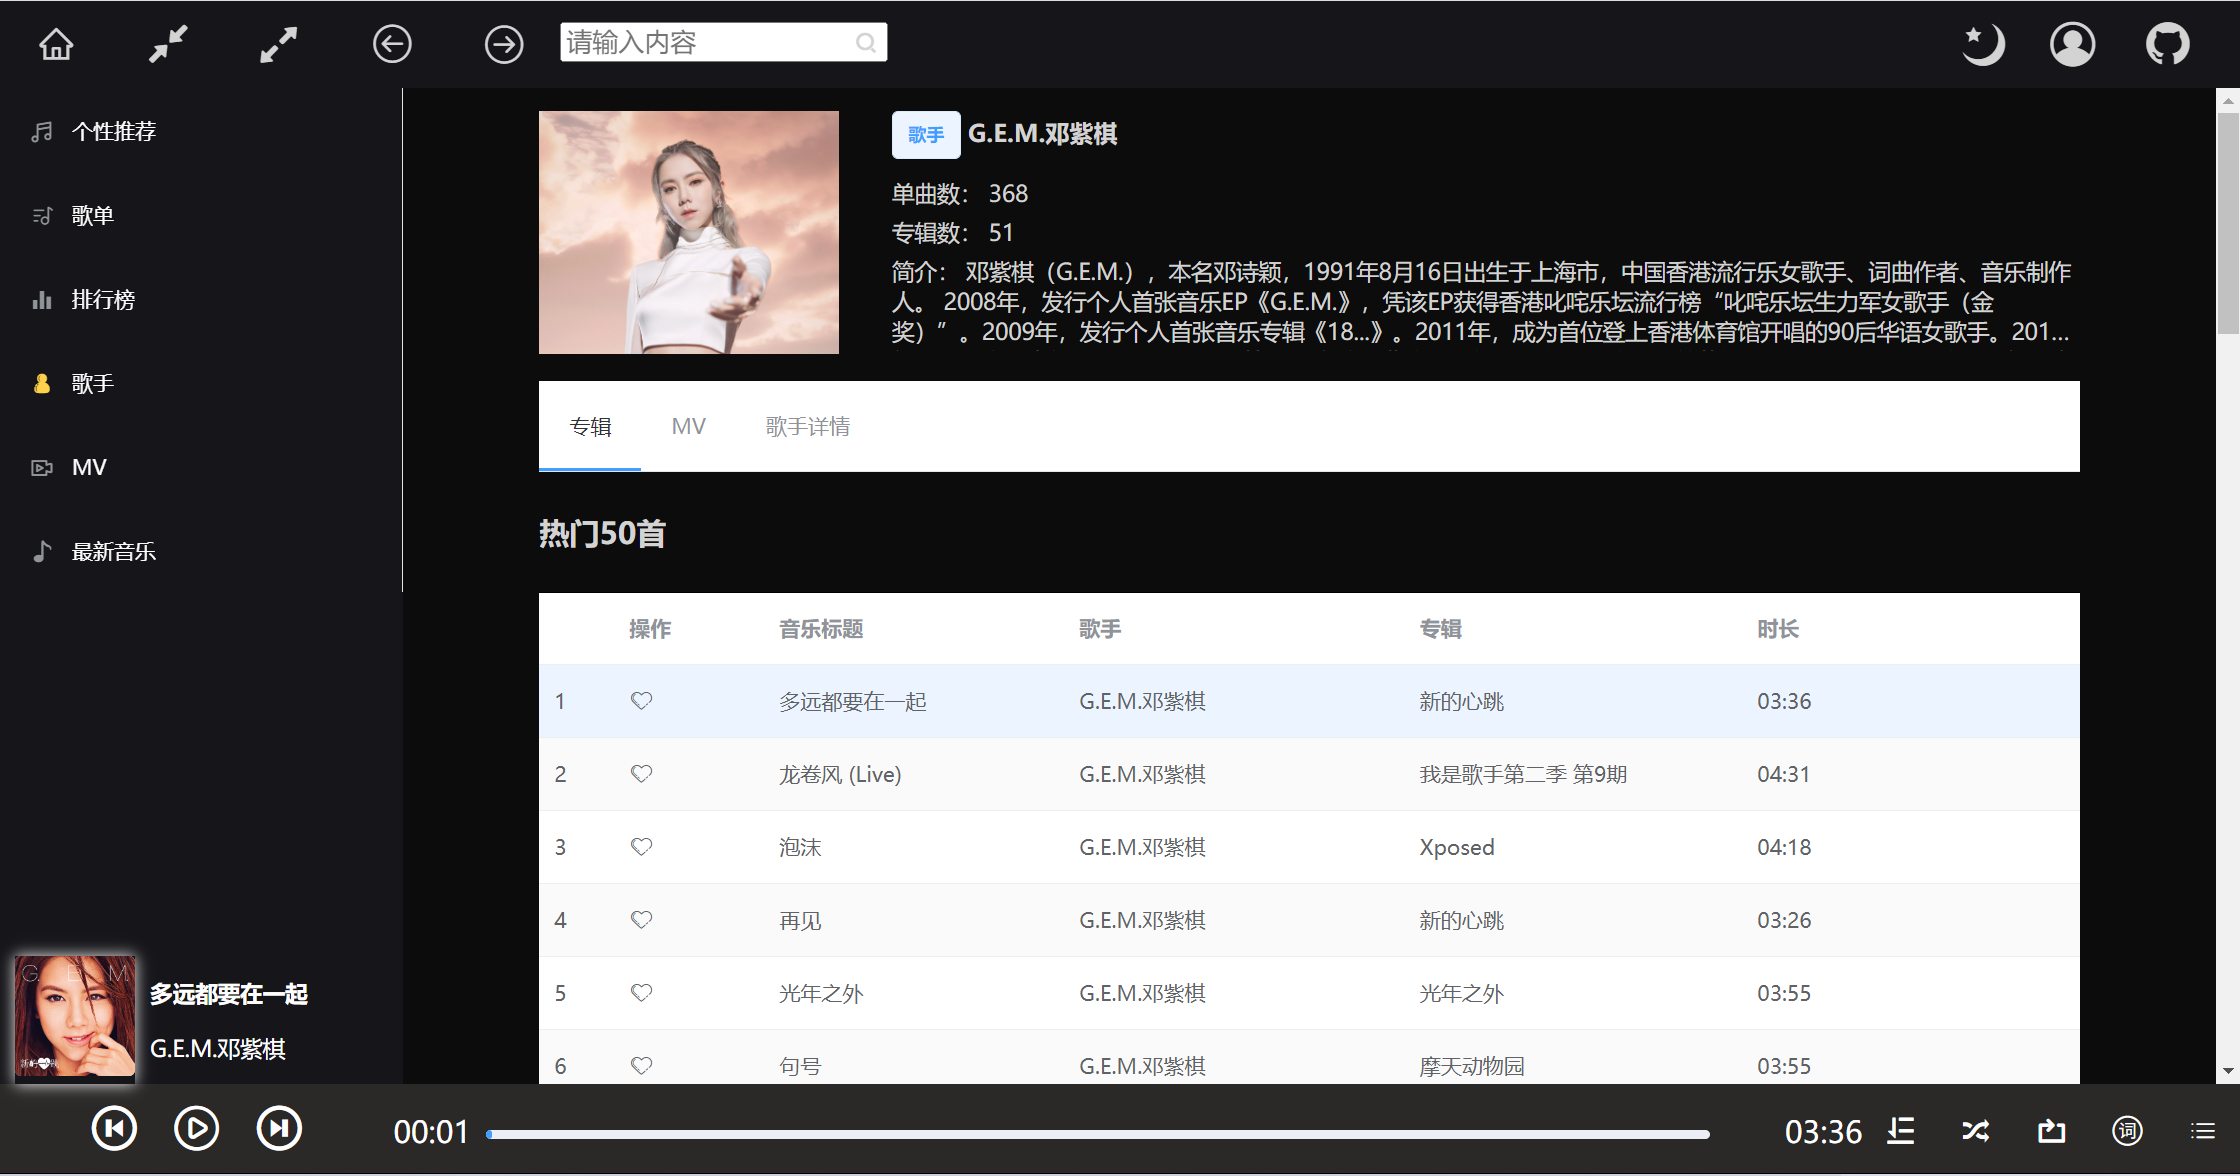 请输入内容
个性推荐
歌单
排行榜
歌手
MV
最新音乐
歌手 G.E.M.邓紫棋
单曲数： 368
专辑数： 51
简介： 邓紫棋（G.E.M.），本名邓诗颖，1991年8月16日出生于上海市，中国香港流行乐女歌手、词曲作者、音乐制作
人。 2008年，发行个人首张音乐EP《G.E.M.》，凭该EP获得香港叱咤乐坛流行榜“叱咤乐坛生力军女歌手（金
奖）”。2009年，发行个人首张音乐专辑《18...》。2011年，成为首位登上香港体育馆开唱的90后华语女歌手。201...
专辑 MV 歌手详情
热门50首
操作 音乐标题 歌手 专辑 时长
1 多远都要在一起 G.E.M.邓紫棋 新的心跳 03:36
2 龙卷风 (Live) G.E.M.邓紫棋 我是歌手第二季 第9期 04:31
3 泡沫 G.E.M.邓紫棋 Xposed 04:18
4 再见 G.E.M.邓紫棋 新的心跳 03:26
5 光年之外 G.E.M.邓紫棋 光年之外 03:55
6 句号 G.E.M.邓紫棋 摩天动物园 03:55
G. E. M.
多远都要在一起
G.E.M.邓紫棋
00:01 03:36 词